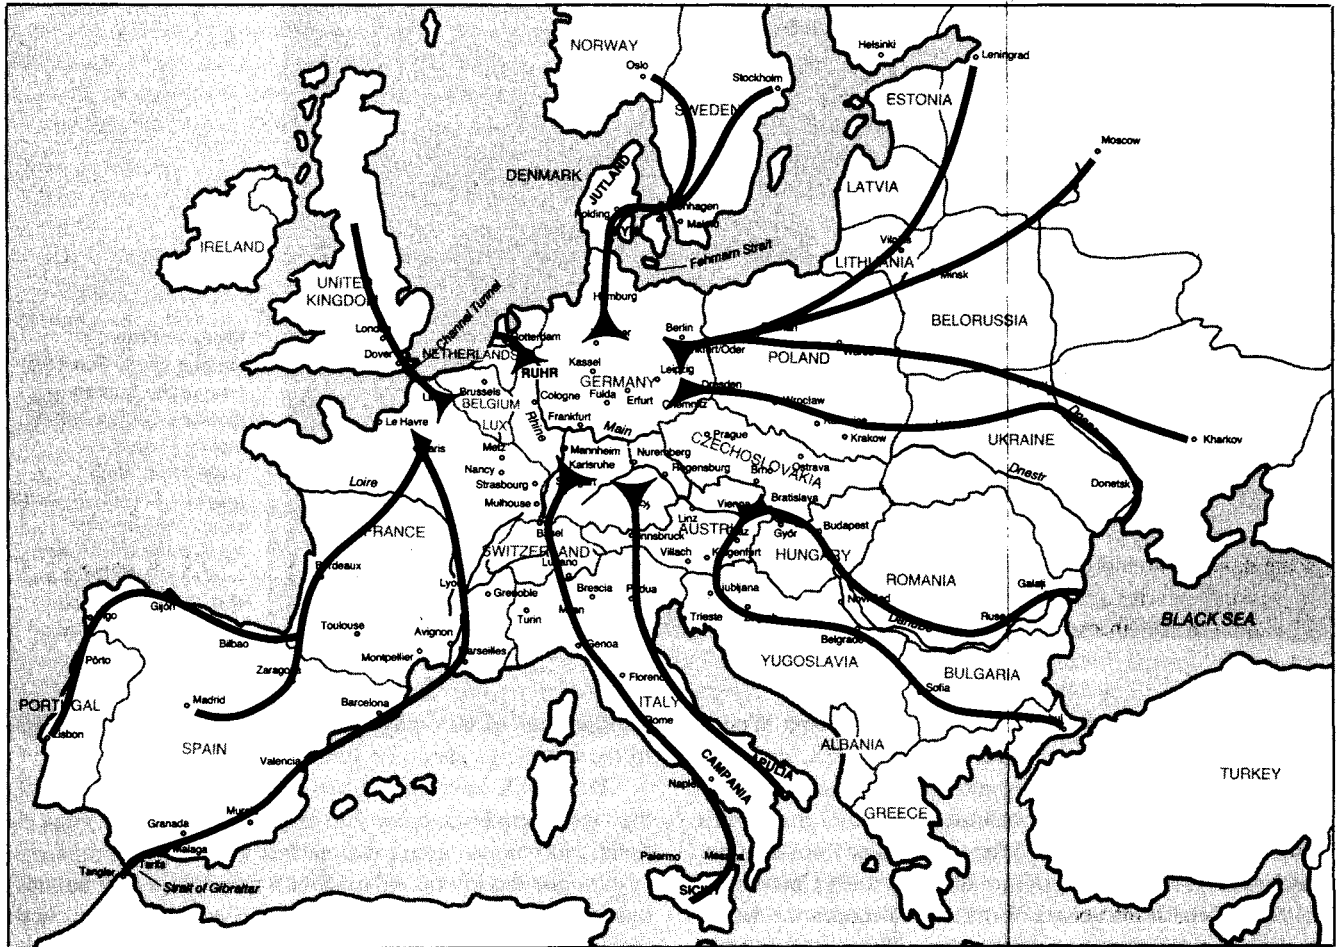 NORWAY
Oslo
Stockholm
SWEDEN
Helsinki
Leningrad
ESTONIA
Moscow
DENMARK
JUTLAND
LATVIA
Kolding
IRELAND
Fehmarn Strait
LITHUANIA
Minsk
UNITED
KINGDOM
Channel Tunnel
Hamburg
BELORUSSIA
London
Dover
Rotterdam
NETHERLANDS
Berlin
POLAND
RUHR
Kassel
Leipzig
GERMANY
Brussels
BELGIUM
Cologne
Fulda
Erfurt
Dresden
Chemnitz
Wroclaw
Le Havre
LUX
Rhine
Frankfurt
Main
Prague
CZECHOSLOVAKIA
Krakow
UKRAINE
Kharkov
Metz
Mannheim
Nuremberg
Nancy
Karlsruhe
Regensburg
Brno
Ostrava
Dnestr
Donetsk
Loire
Strasbourg
Mulhouse
Linz
Vienna
Bratislava
FRANCE
Basel
Innsbruck
AUSTRIA
Györ
Budapest
SWITZERLAND
Villach
Klagenfurt
HUNGARY
Lugano
Bordeaux
Lyon
Grenoble
Brescia
Padua
Ljubljana
ROMANIA
Galati
Gijón
Turin
Milan
Novi Sad
Ruse
BLACK SEA
Toulouse
Avignon
Trieste
Belgrade
Danube
Bilbao
Pôrto
Montpellier
Marseilles
Genoa
YUGOSLAVIA
BULGARIA
Zaragoza
Florence
Sofia
PORTUGAL
Madrid
Barcelona
ITALY
Lisbon
Rome
SPAIN
ALBANIA
Valencia
CAMPANIA
APULIA
Naples
TURKEY
GREECE
Granada
Malaga
Palermo
Messina
Tangier
Tarifa
Strait of Gibraltar
SICILY